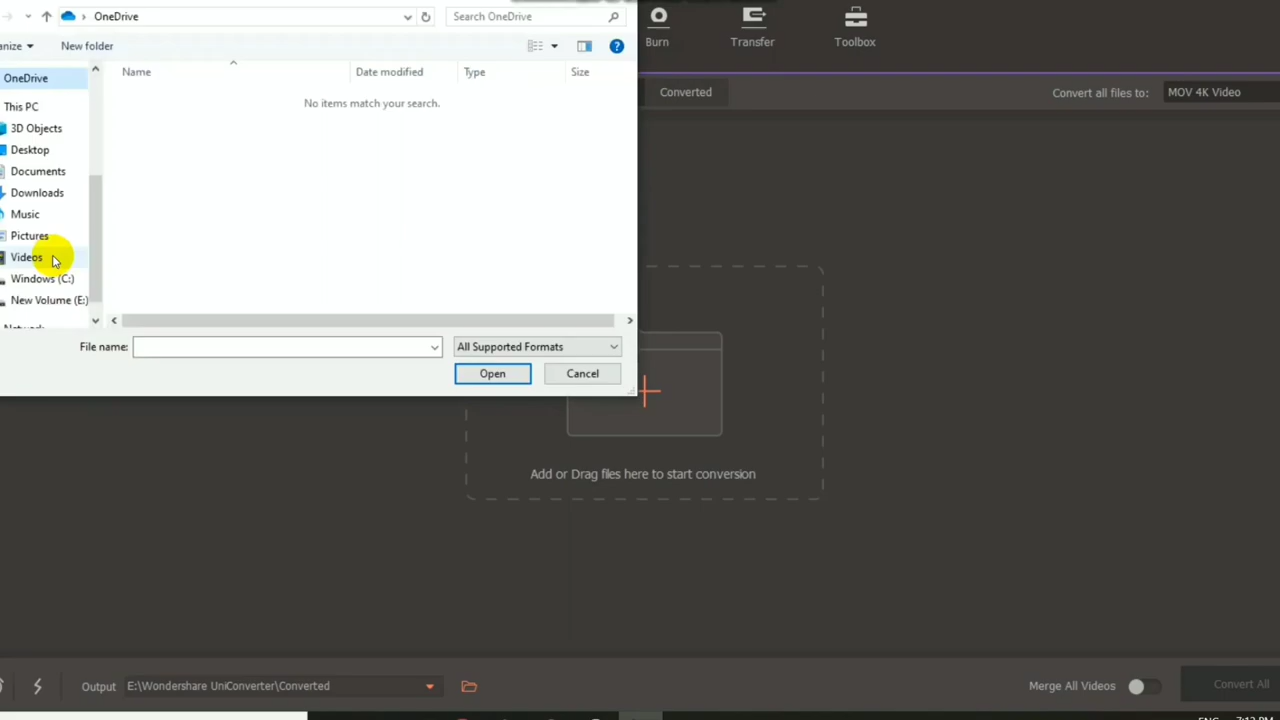 OneDrive
Search OneDrive
Burn
Transfer
Toolbox
New folder
Name
Date modified
Type
Size
No items match your search.
OneDrive
This PC
3D Objects
Desktop
Documents
Downloads
Music
Pictures
Videos
Windows (C:)
New Volume (E:)
File name:
All Supported Formats
Open
Cancel
Converted
Convert all files to:
MOV 4K Video
Add or Drag files here to start conversion
Output
E:\Wondershare UniConverter\Converted
Merge All Videos
Convert All